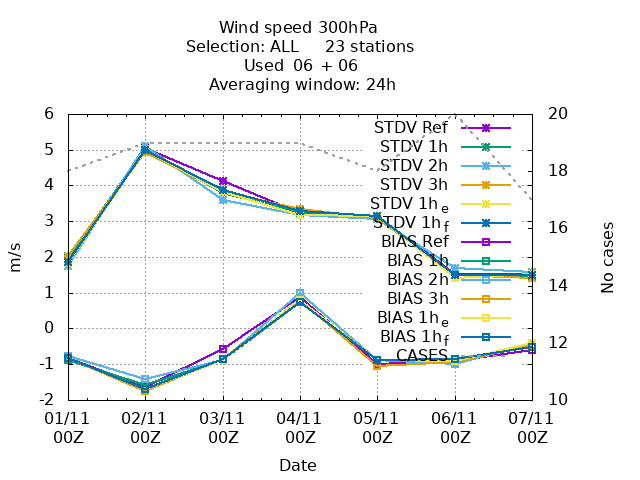 Wind speed 300hPa
Selection: ALL 23 stations
Used 06 + 06
Averaging window: 24h
6
5
4
3
2
1
0
-1
-2
m/s
20
18
16
14
12
10
No cases
STDV Ref
STDV 1h
STDV 2h
STDV 3h
STDV 1he
STDV 1hf
BIAS Ref
BIAS 1h
BIAS 2h
BIAS 3h
BIAS 1he
BIAS 1hf
CASES
01/11 02/11 03/11 04/11 05/11 06/11 07/11
00Z 00Z 00Z 00Z 00Z 00Z 00Z
Date